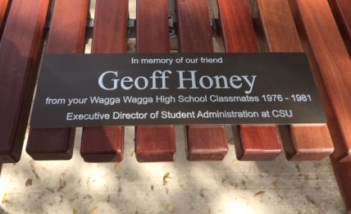 In memory of our friend
Geoff Honey
from your Wagga Wagga High School Classmates 1976 - 1981
Executive Director of Student Administration at CSU